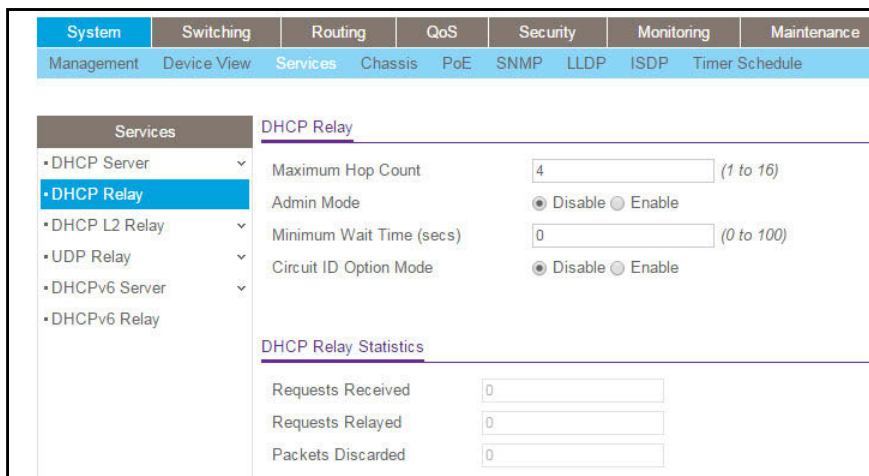 System Switching Routing QoS Security Monitoring Maintenance
Management Device View Services Chassis PoE SNMP LLDP ISDP Timer Schedule
Services
DHCP Server
DHCP Relay
DHCP L2 Relay
UDP Relay
DHCPv6 Server
DHCPv6 Relay
DHCP Relay
Maximum Hop Count 4 (1 to 16)
Admin Mode Disable Enable
Minimum Wait Time (secs) 0 (0 to 100)
Circuit ID Option Mode Disable Enable
DHCP Relay Statistics
Requests Received 0
Requests Relayed 0
Packets Discarded 0